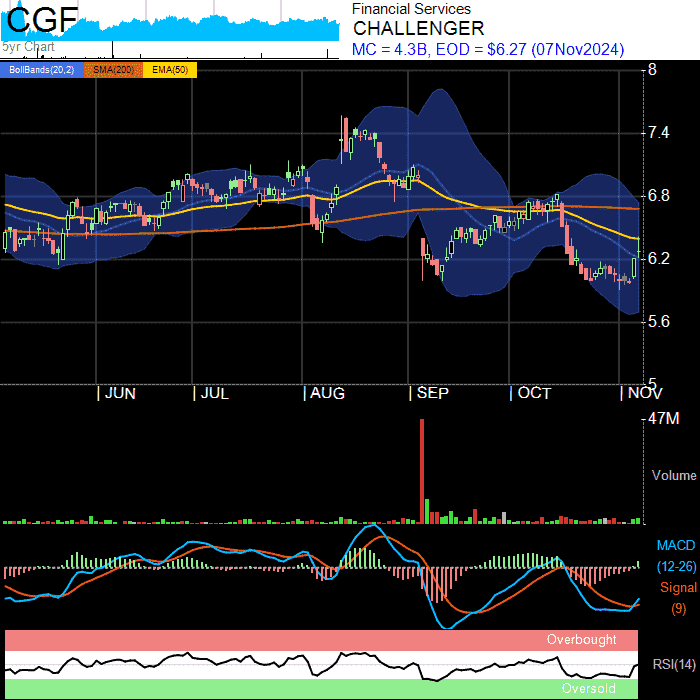 CGF
5yr Chart
Financial Services
CHALLENGER
MC = 4.3B, EOD = $6.27 (07Nov2024)
BollBands(20,2) SMA(200) EMA(50)
8
7.4
6.8
6.2
5.6
5
JUN JUL AUG SEP OCT NOV
47M
Volume
MACD
(12-26)
Signal
(9)
Overbought
RSI(14)
Oversold